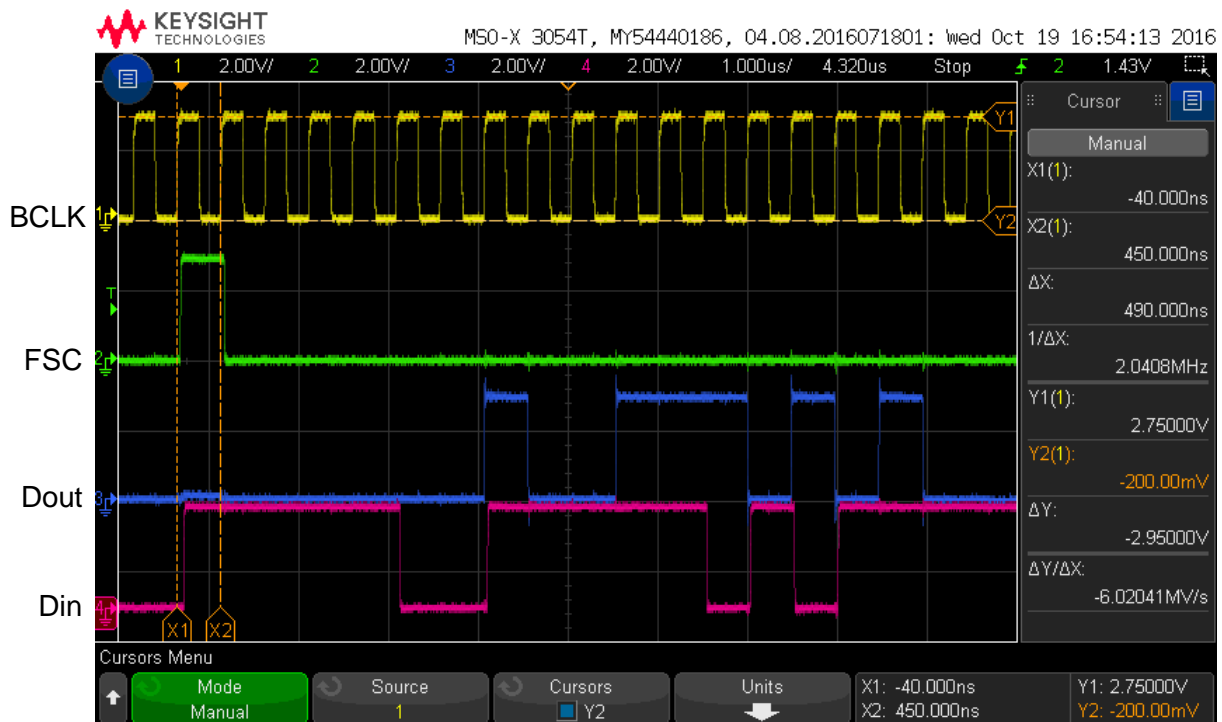 KEYSIGHT
TECHNOLOGIES
MSO-X 3054T, MY54440186, 04.08.2016071801: Wed Oct 19 16:54:13 2016
1 2.00V/ 2 2.00V/ 3 2.00V/ 4 2.00V/ 1.000us/ 4.320us Stop 2 1.43V
Cursor
Manual
X1(1):
-40.000ns
X2(1):
450.000ns
ΔX:
490.000ns
1/ΔX:
2.0408MHz
Y1(1):
2.75000V
Y2(1):
-200.00mV
ΔY:
-2.95000V
ΔY/ΔX:
-6.02041MV/s
Y1
BCLK 1
Y2
T
FSC 2
Dout 3
Din 4
X1 X2
Cursors Menu
Mode
Manual
Source
1
Cursors
Y2
Units
X1: -40.000ns
X2: 450.000ns
Y1: 2.75000V
Y2: -200.00mV